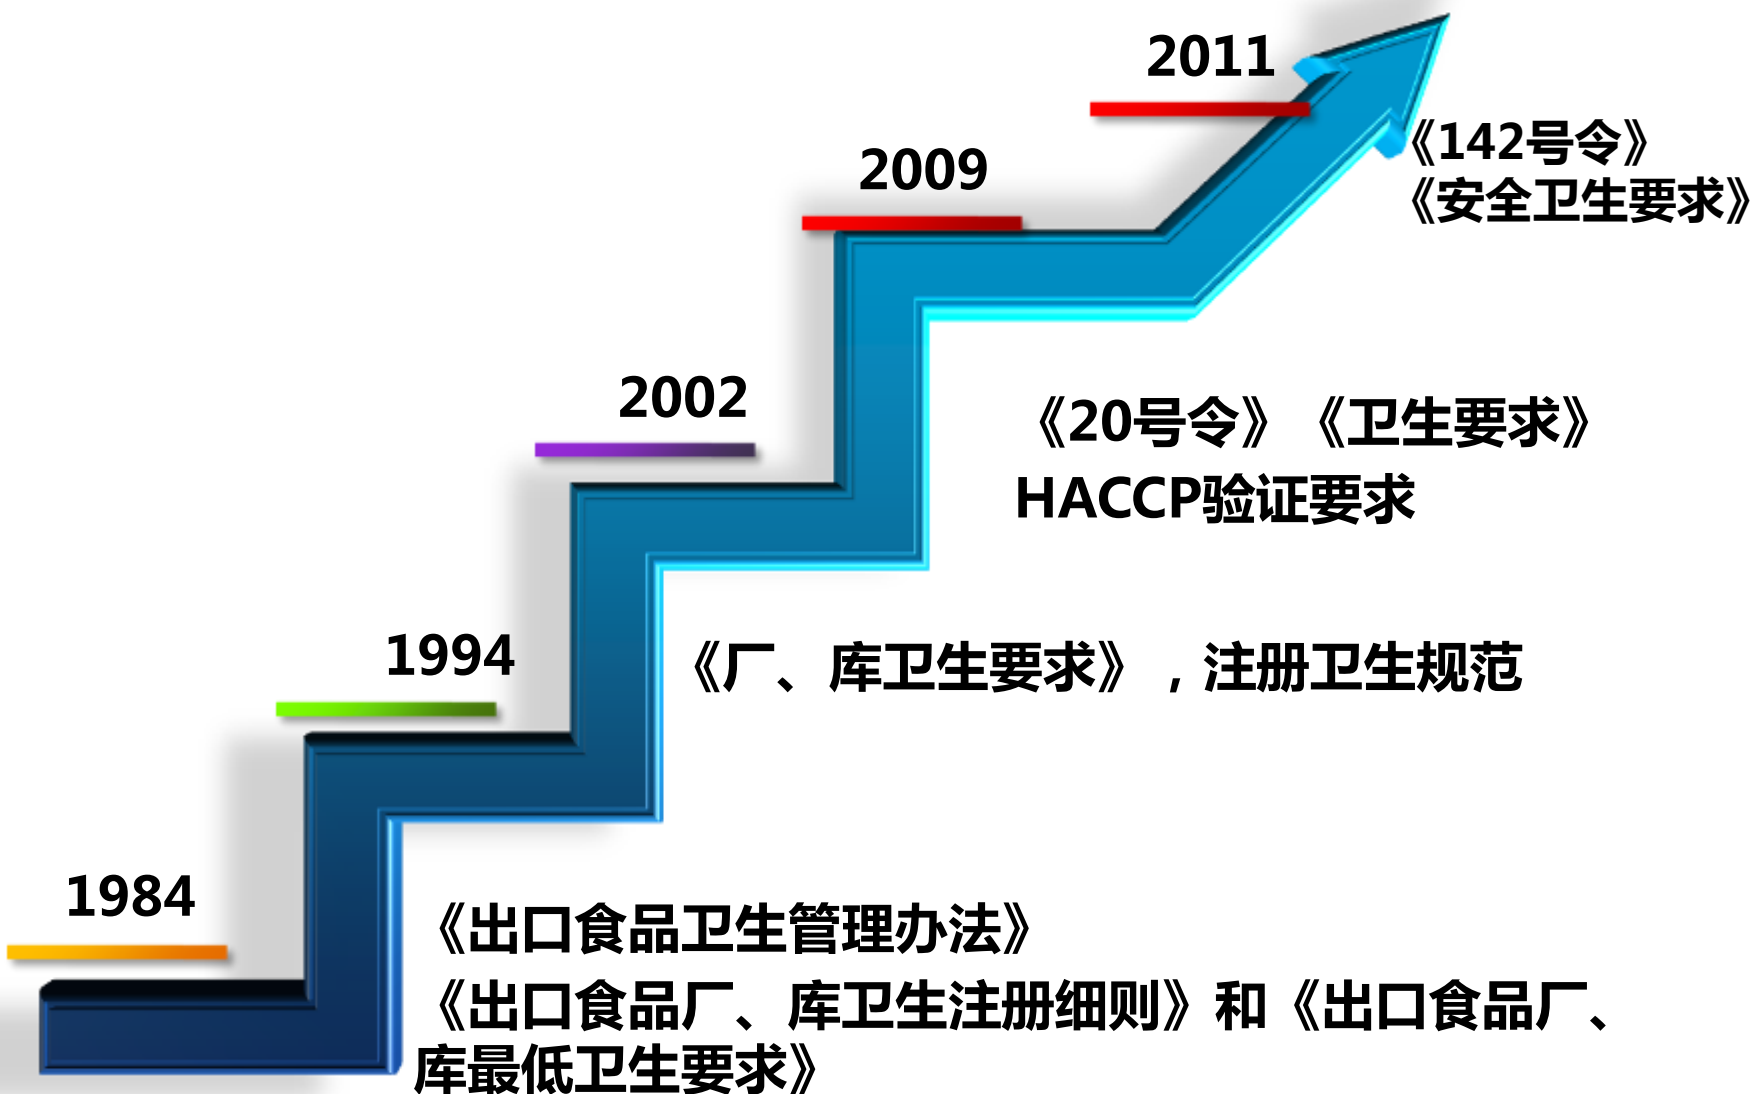 2011
《142号令》
《安全卫生要求》
2009
2002
《20号令》《卫生要求》
HACCP验证要求
1994
《厂、库卫生要求》，注册卫生规范
1984
《出口食品卫生管理办法》
《出口食品厂、库卫生注册细则》和《出口食品厂、
库最低卫生要求》